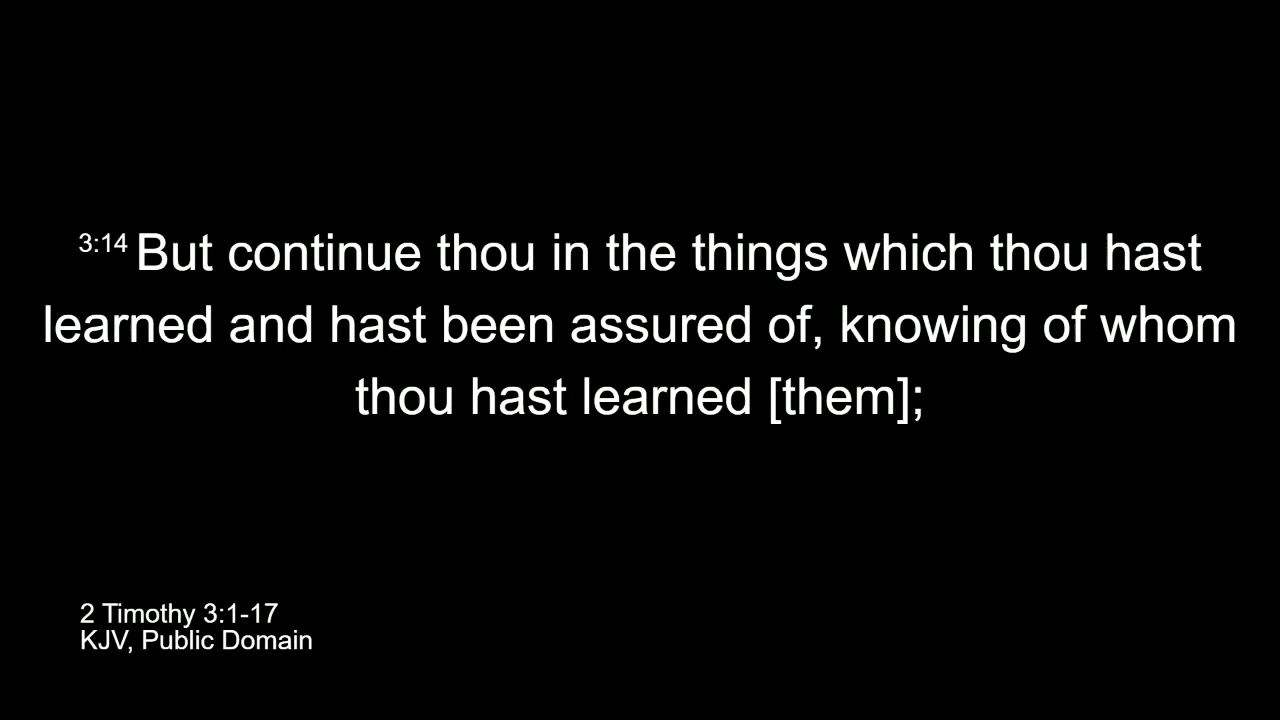 3:14 But continue thou in the things which thou hast
learned and hast been assured of, knowing of whom
thou hast learned [them];
2 Timothy 3:1-17
KJV, Public Domain